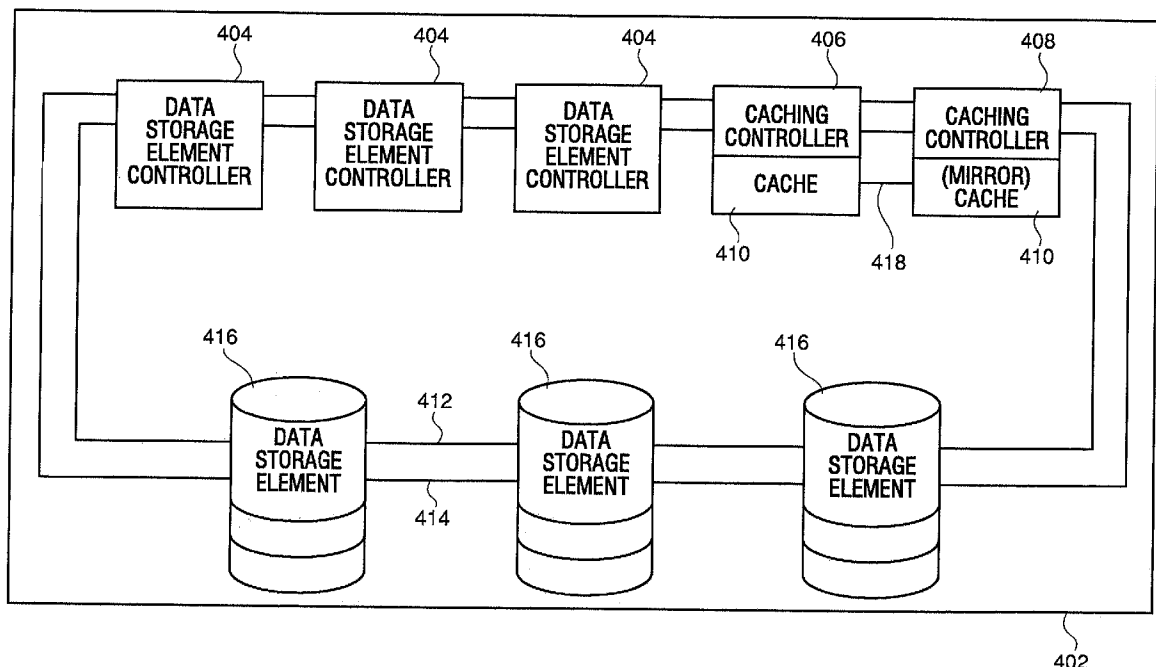 404
404
404
406
408
DATA
STORAGE
ELEMENT
CONTROLLER
DATA
STORAGE
ELEMENT
CONTROLLER
DATA
STORAGE
ELEMENT
CONTROLLER
CACHING
CONTROLLER
CACHE
CACHING
CONTROLLER
(MIRROR)
CACHE
410
418
410
416
416
416
412
414
DATA
STORAGE
ELEMENT
DATA
STORAGE
ELEMENT
DATA
STORAGE
ELEMENT
402